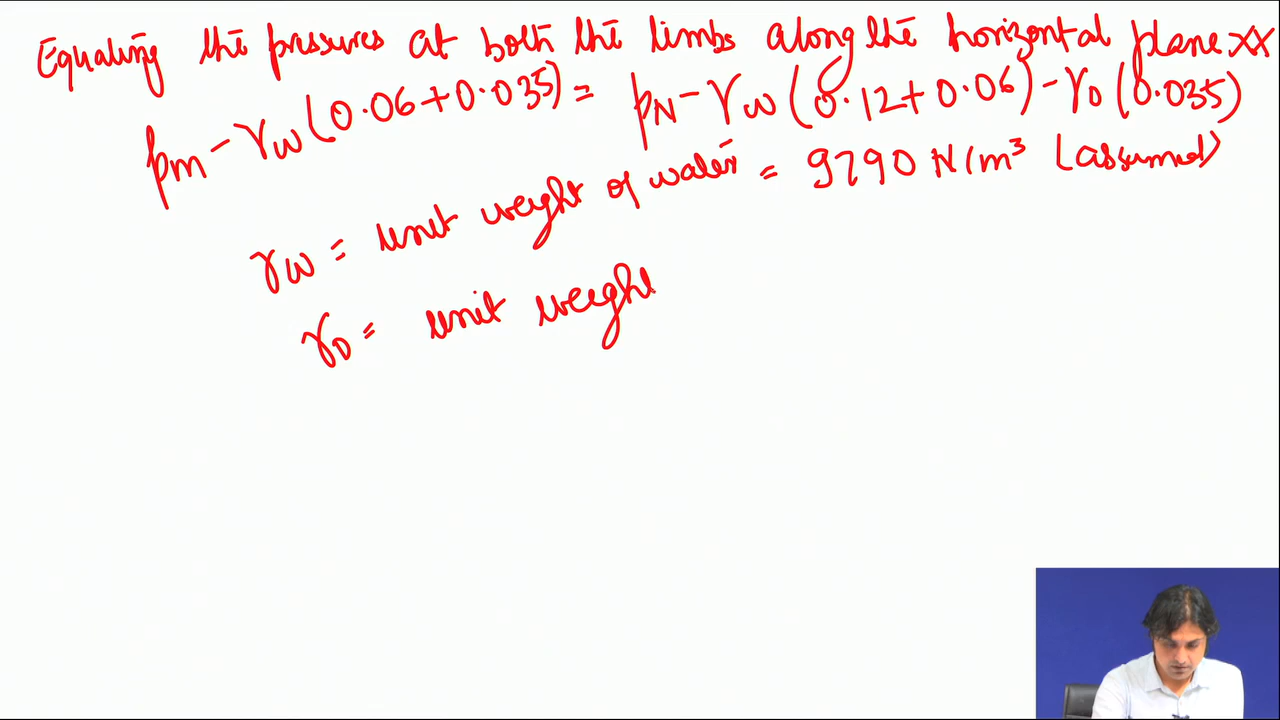 Equating the pressures at both the limbs along the horizontal plane XX
pM - γW (0.06+0.035) = pN - γW (0.12+0.06) - γO (0.035)
γW = unit weight of water = 9790 N/m³ (assumed)
γO = unit weight